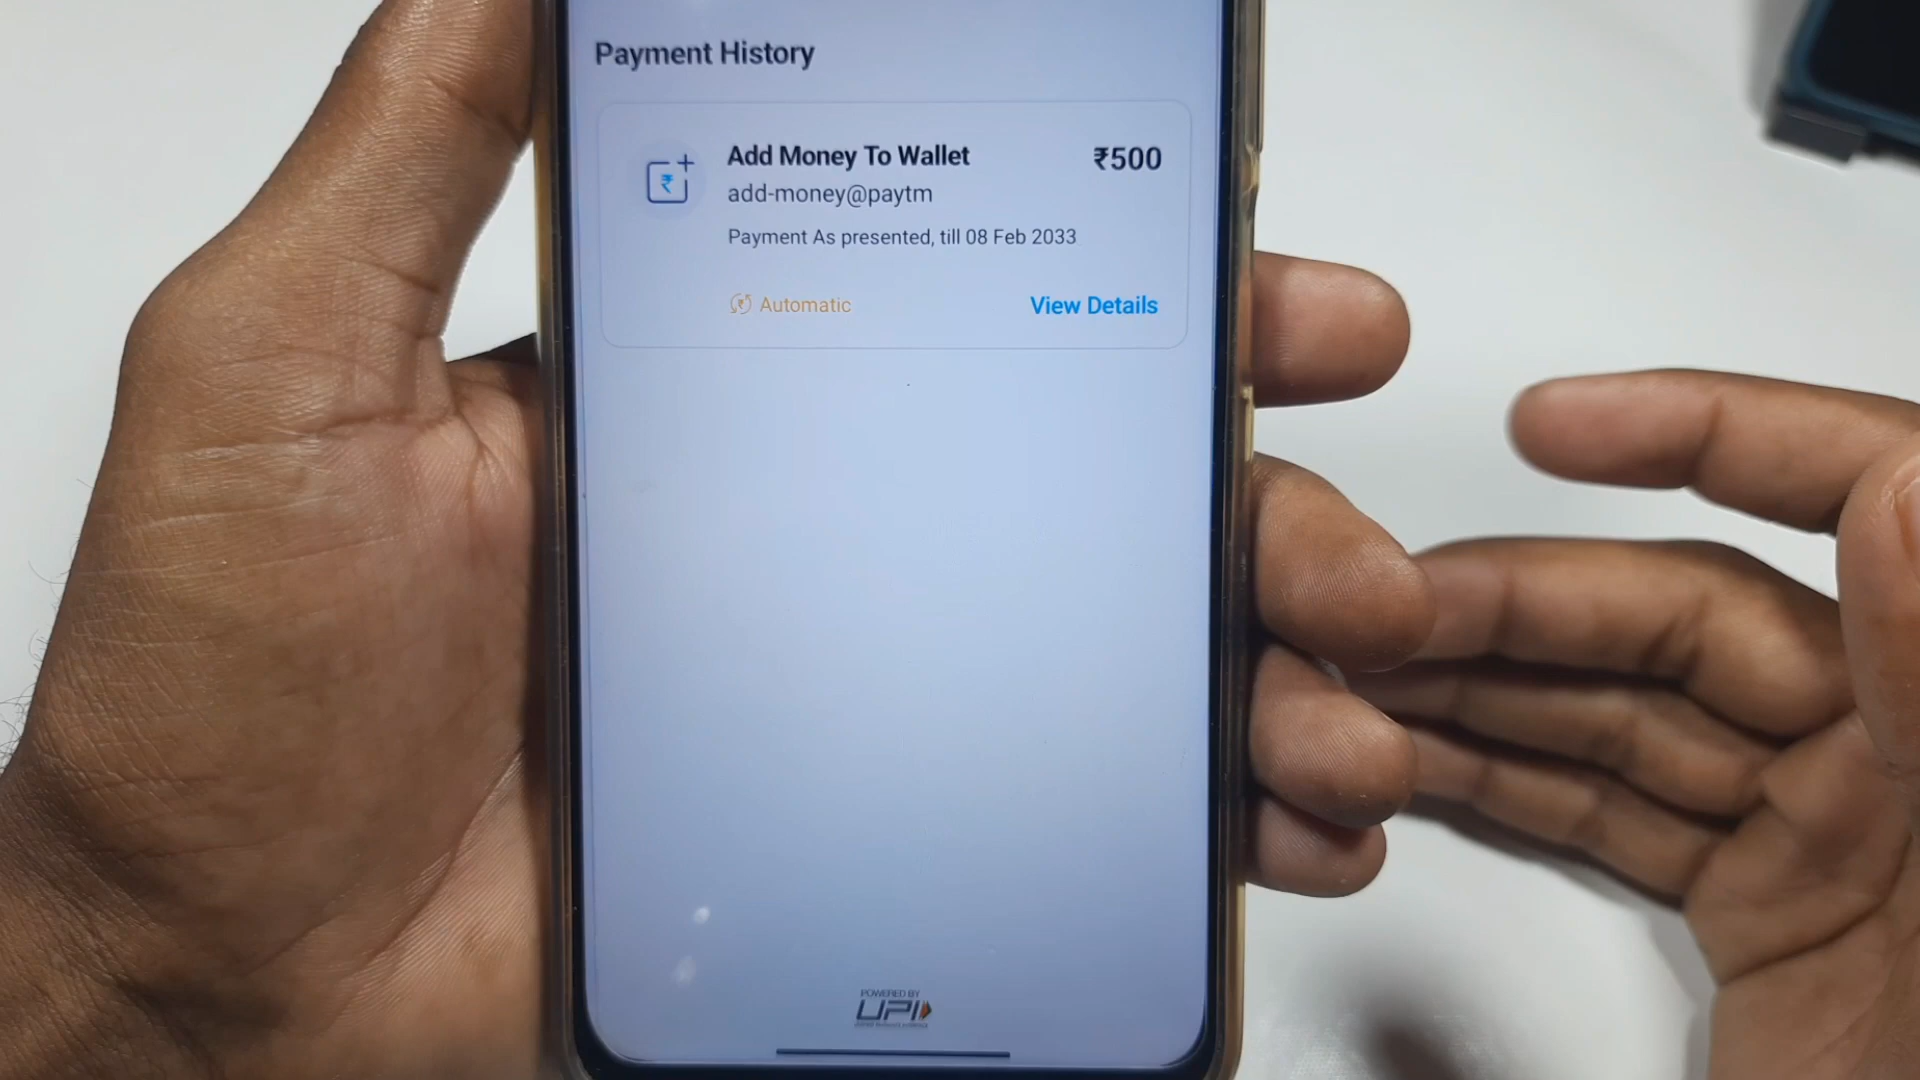 Payment History
Add Money To Wallet
₹500
add-money@paytm
Payment As presented, till 08 Feb 2033
Automatic
View Details
POWERED BY
UPI